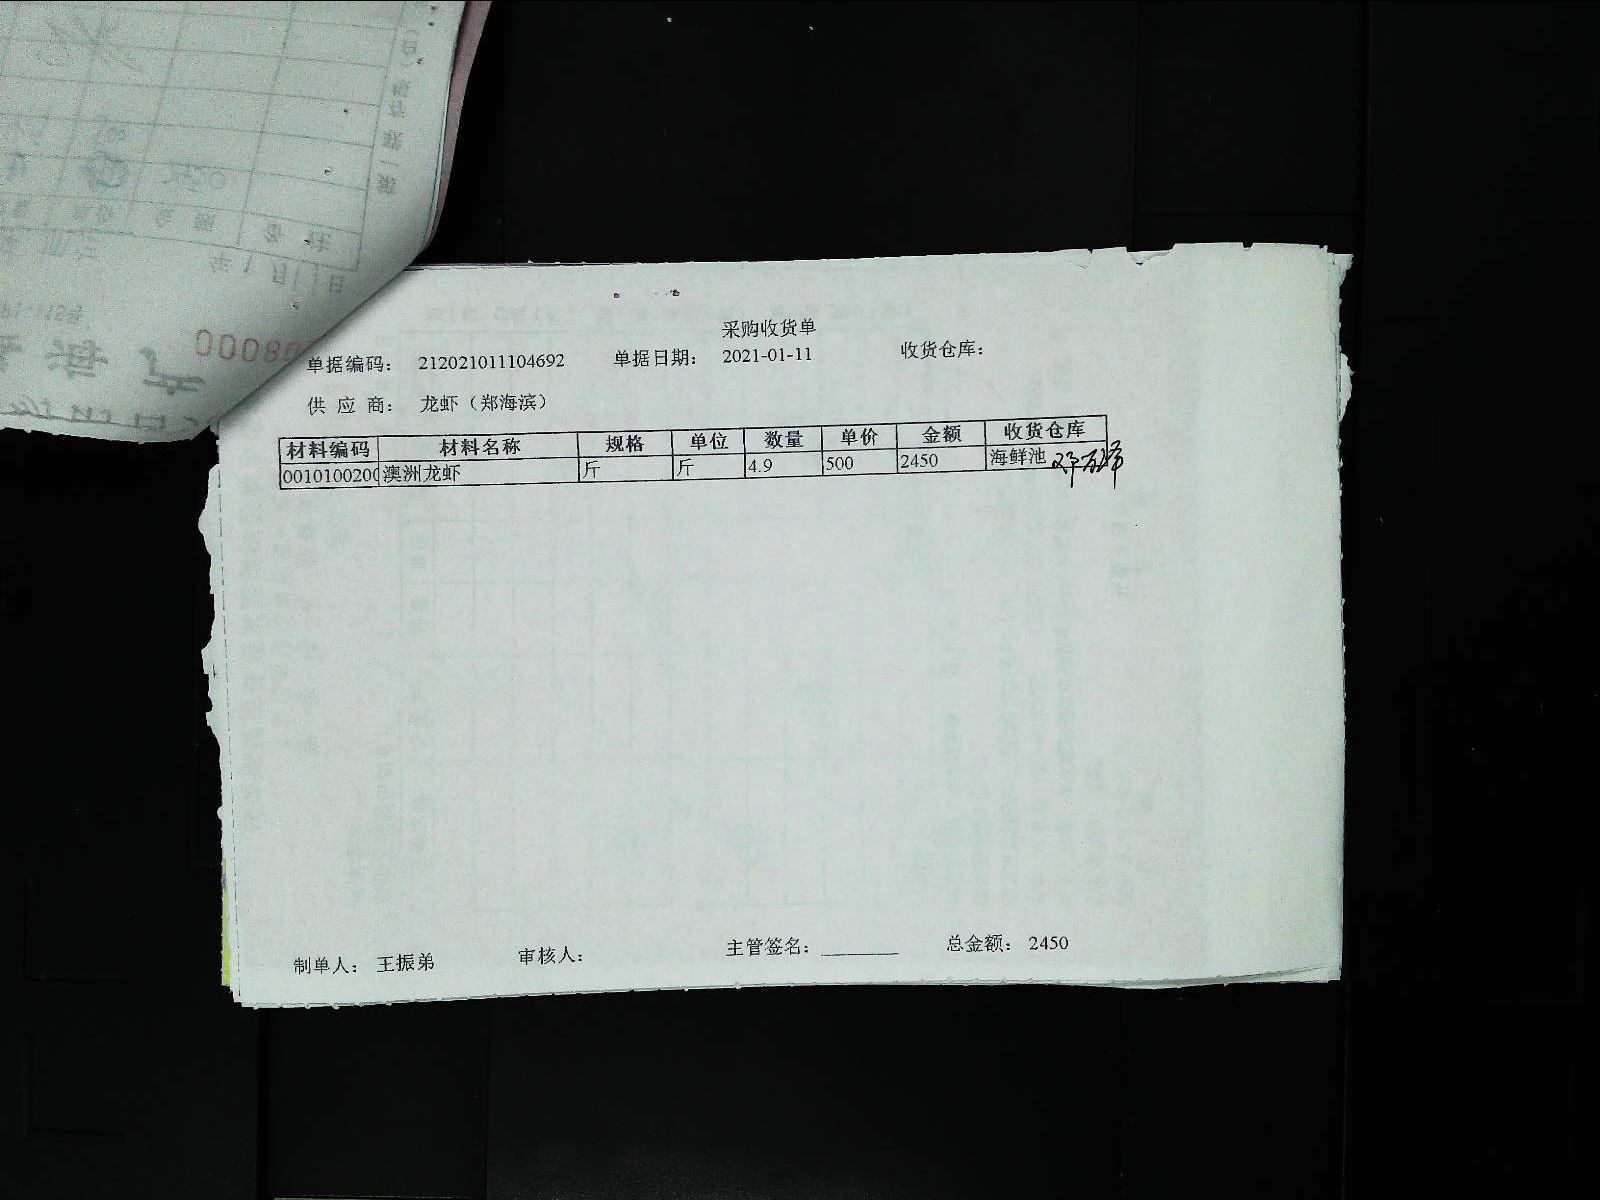 采购收货单
单据编码: 212021011104692 单据日期: 2021-01-11 收货仓库:
供 应 商: 龙虾（郑海滨）
材料编码 材料名称 规格 单位 数量 单价 金额 收货仓库
0010100200 澳洲龙虾 斤 斤 4.9 500 2450 海鲜池
制单人: 王振弟 审核人: 主管签名: ________ 总金额: 2450